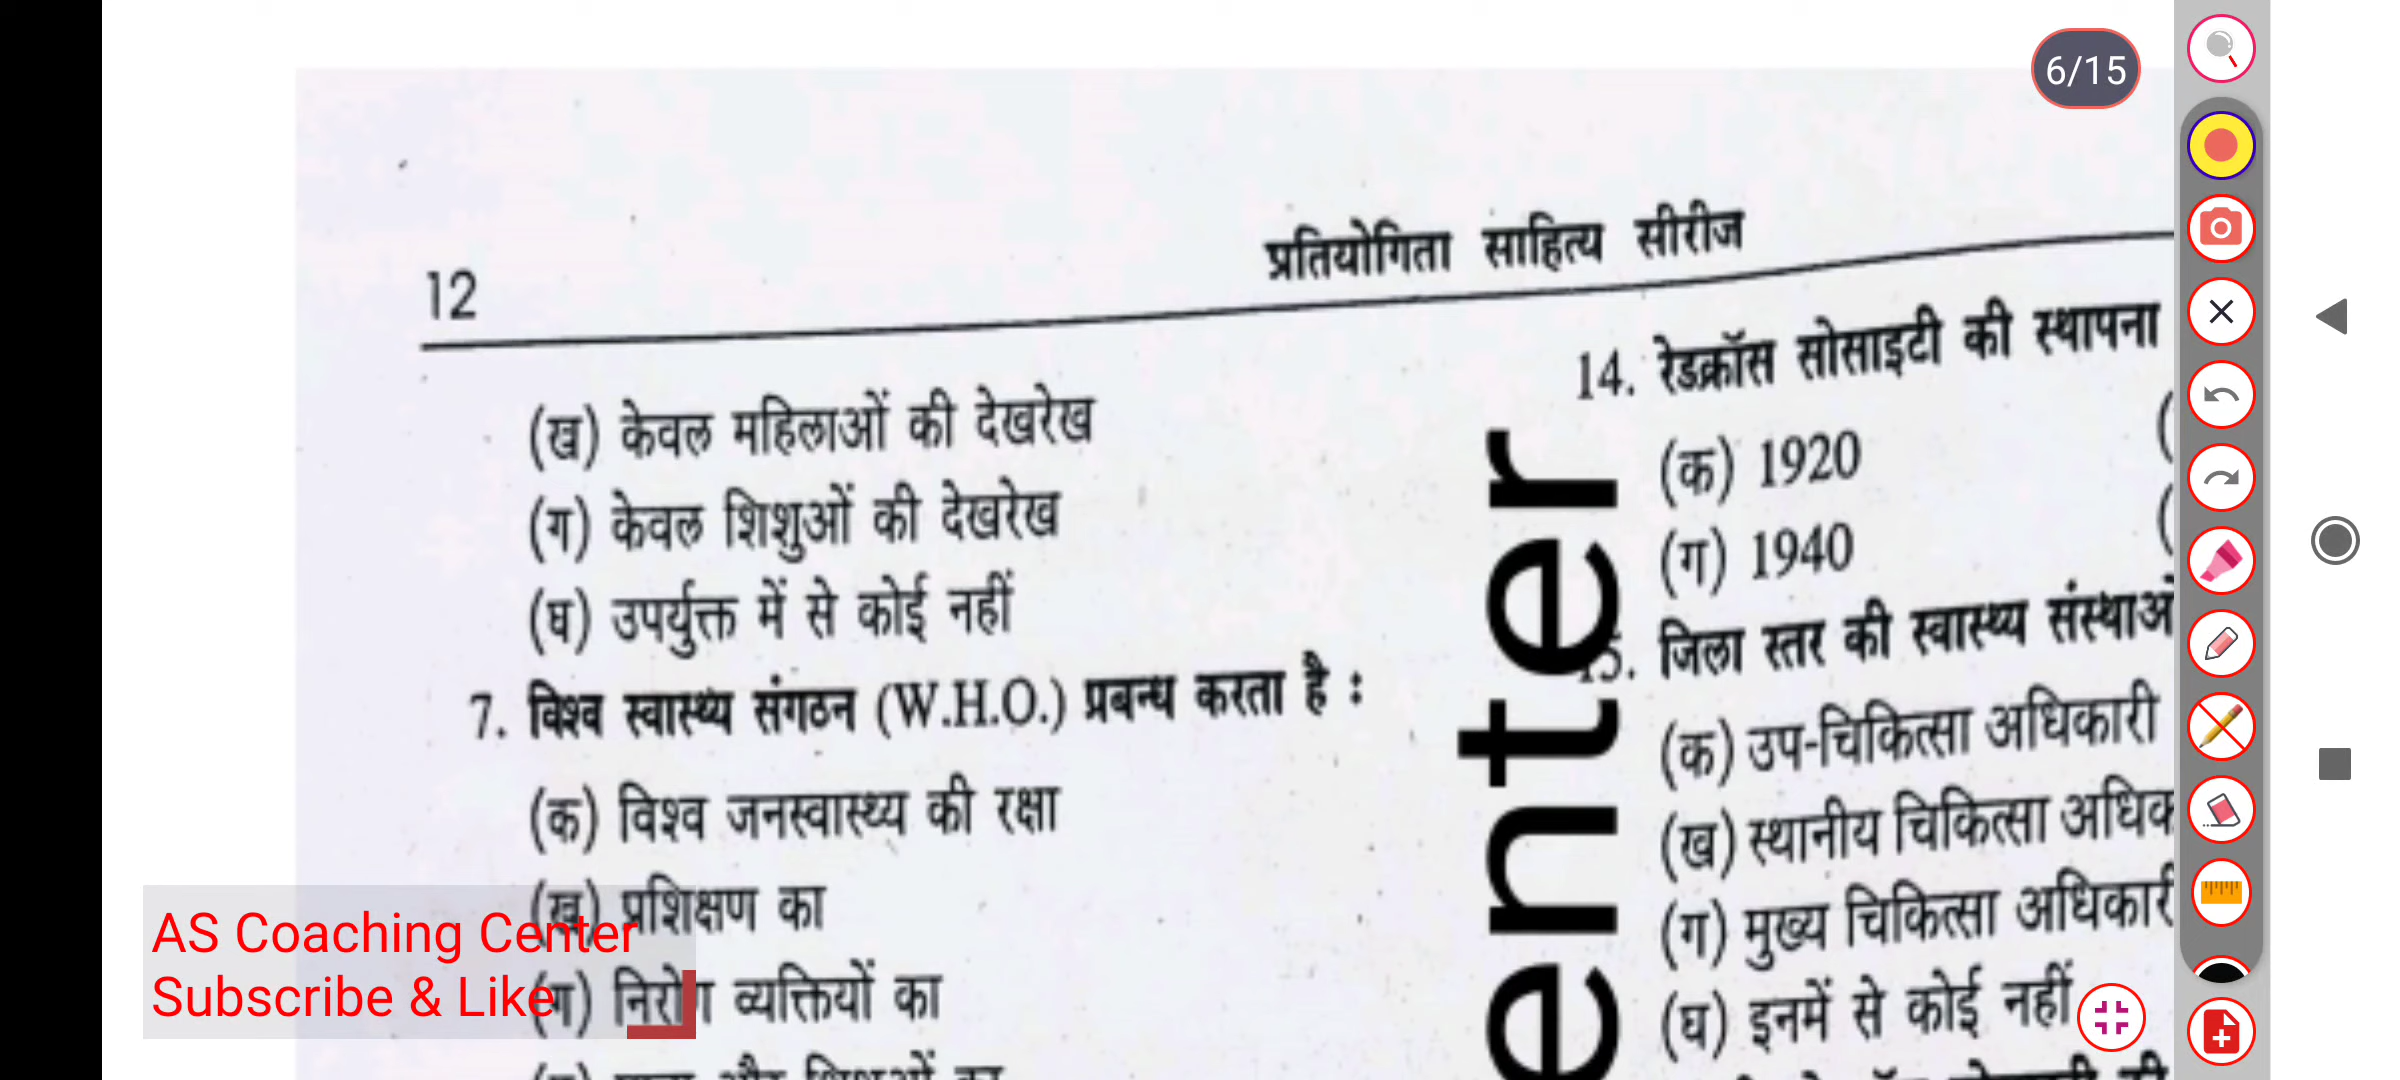 6/15
12
प्रतियोगिता साहित्य सीरीज
(ख) केवल महिलाओं की देखरेख
(ग) केवल शिशुओं की देखरेख
(घ) उपर्युक्त में से कोई नहीं
7. विश्व स्वास्थ्य संगठन (W.H.O.) प्रबन्ध करता है :
(क) विश्व जनस्वास्थ्य की रक्षा
(ख) प्रशिक्षण का
(ग) निरोग व्यक्तियों का
14. रेडक्रॉस सोसाइटी की स्थापना
(क) 1920
(ग) 1940
15. जिला स्तर की स्वास्थ्य संस्थाओं
(क) उप-चिकित्सा अधिकारी
(ख) स्थानीय चिकित्सा
(ग) मुख्य चिकित्सा अधिकारी
(घ) इनमें से कोई नहीं
enter
AS Coaching Center
Subscribe & Like